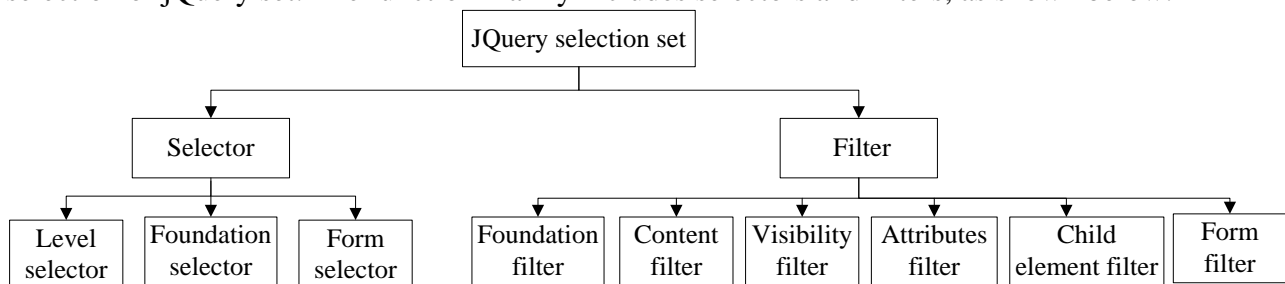 JQuery selection set
Selector
Filter
Level
selector
Foundation
selector
Form
selector
Foundation
filter
Content
filter
Visibility
filter
Attributes
filter
Child
element filter
Form
filter